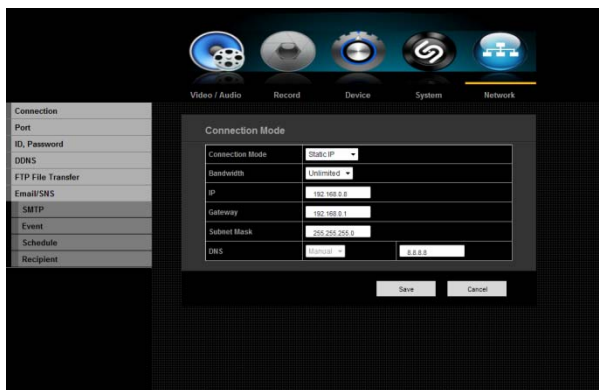 Video / Audio Record Device System Network
Connection
Port
ID, Password
DDNS
FTP File Transfer
Email/SNS
SMTP
Event
Schedule
Recipient
Connection Mode
Connection Mode Static IP
Bandwidth Unlimited
IP 192.168.0.8
Gateway 192.168.0.1
Subnet Mask 255.255.255.0
DNS Manual 8.8.8.8
Save Cancel